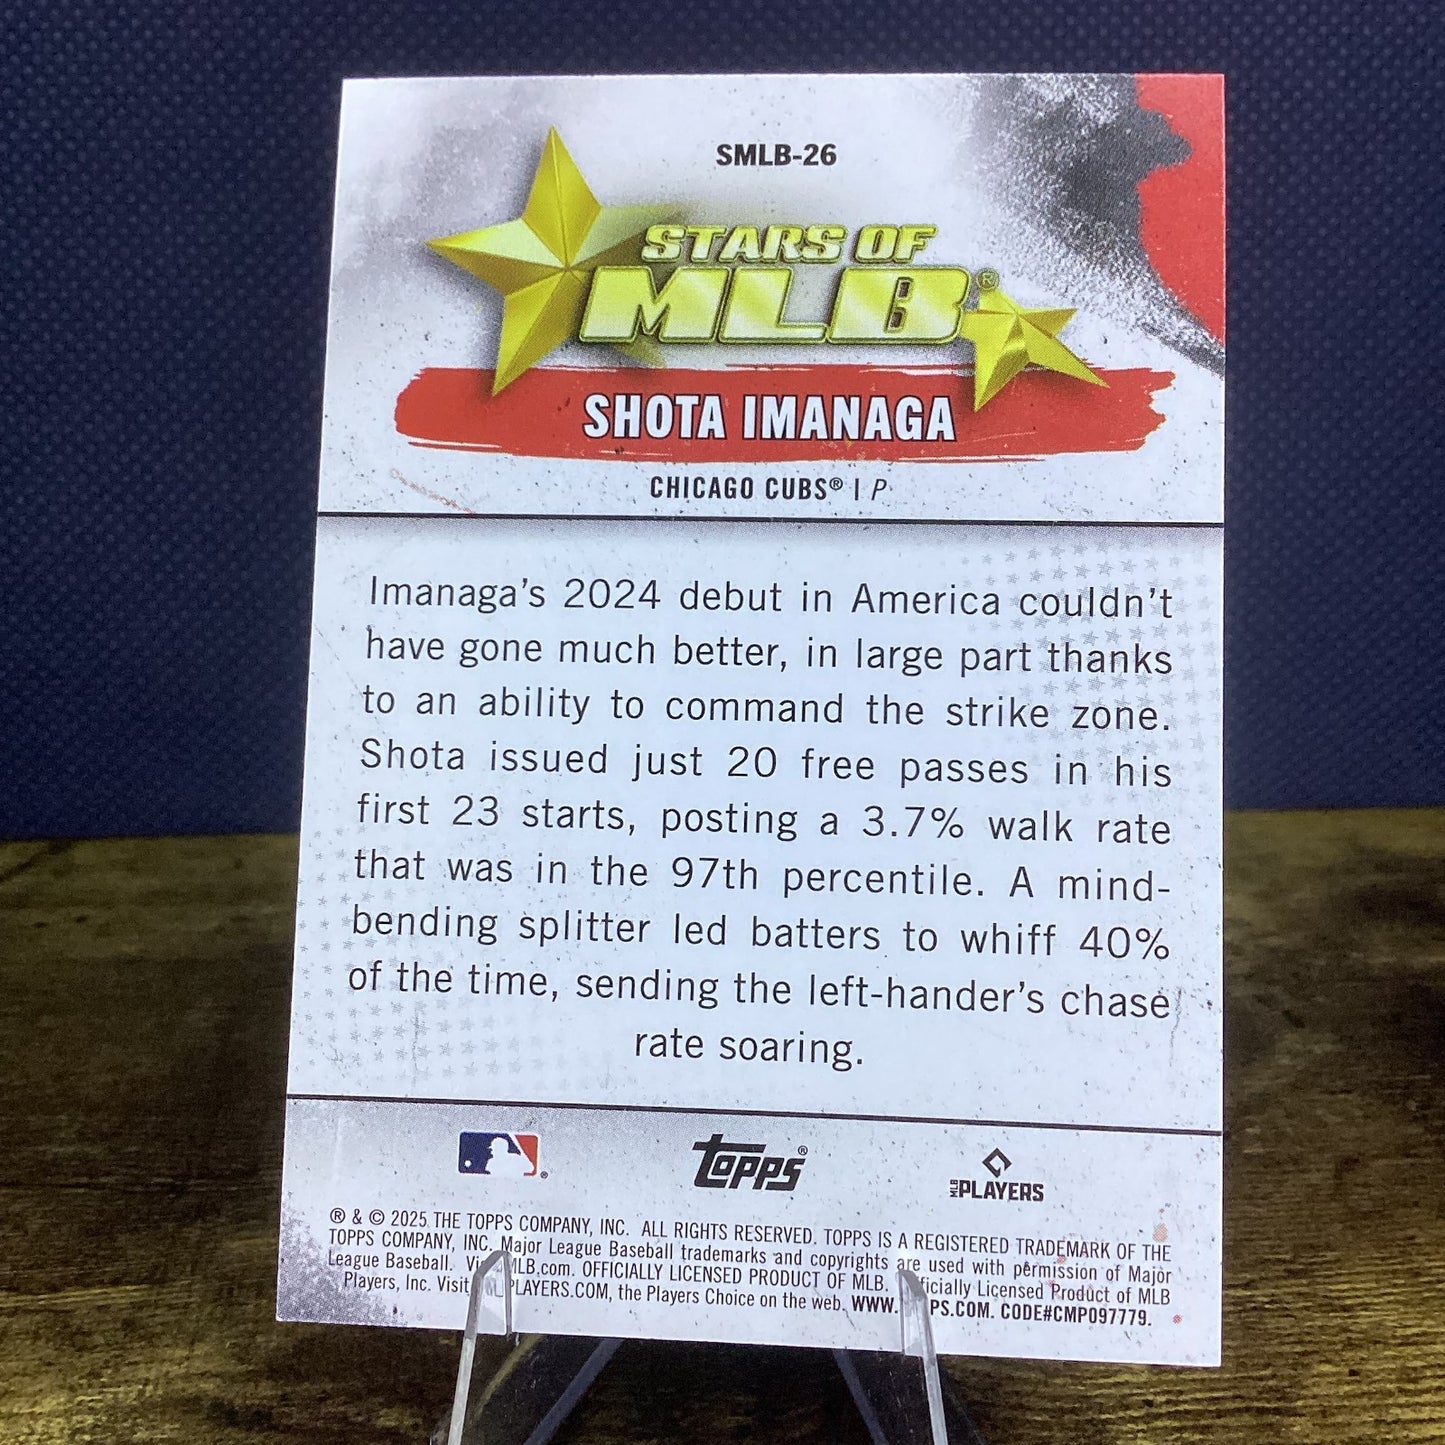 SMLB-26
STARS OF
MLB®
SHOTA IMANAGA
CHICAGO CUBS® | P
Imanaga's 2024 debut in America couldn't
have gone much better, in large part thanks
to an ability to command the strike zone.
Shota issued just 20 free passes in his
first 23 starts, posting a 3.7% walk rate
that was in the 97th percentile. A mind-
bending splitter led batters to whiff 40%
of the time, sending the left-hander's chase
rate soaring.
topps®
MLB PLAYERS
® & © 2025 THE TOPPS COMPANY, INC. ALL RIGHTS RESERVED. TOPPS IS A REGISTERED TRADEMARK OF THE
TOPPS COMPANY, INC. Major League Baseball trademarks and copyrights are used with permission of Major
League Baseball. MLB.com. OFFICIALLY LICENSED PRODUCT OF MLB. Officially Licensed Product of MLB
Players, Inc. Visit MLBPLAYERS.COM, the Players Choice on the web. WWW.TOPPS.COM. CODE#CMP097779.